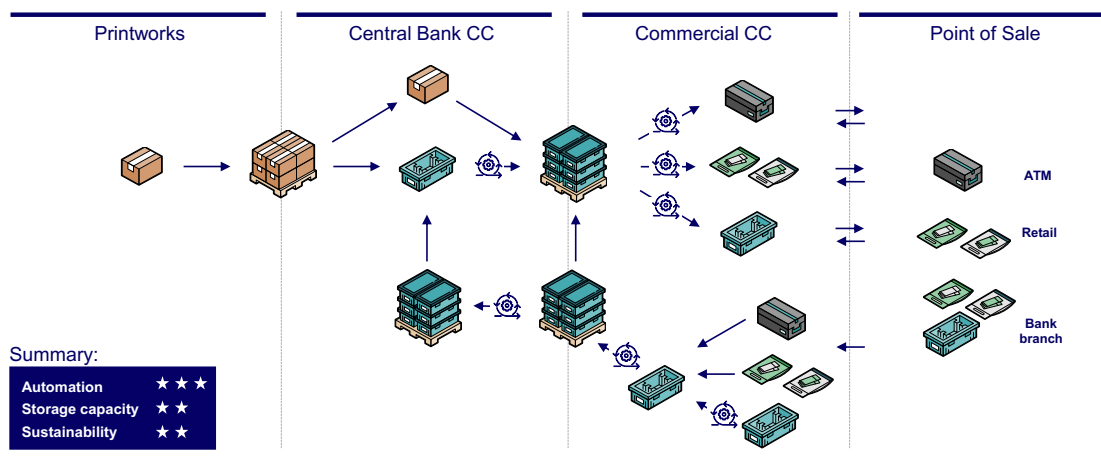 Printworks
Central Bank CC
Commercial CC
Point of Sale
ATM
Retail
Bank
branch
Summary:
Automation ★ ★ ★
Storage capacity ★ ★
Sustainability ★ ★